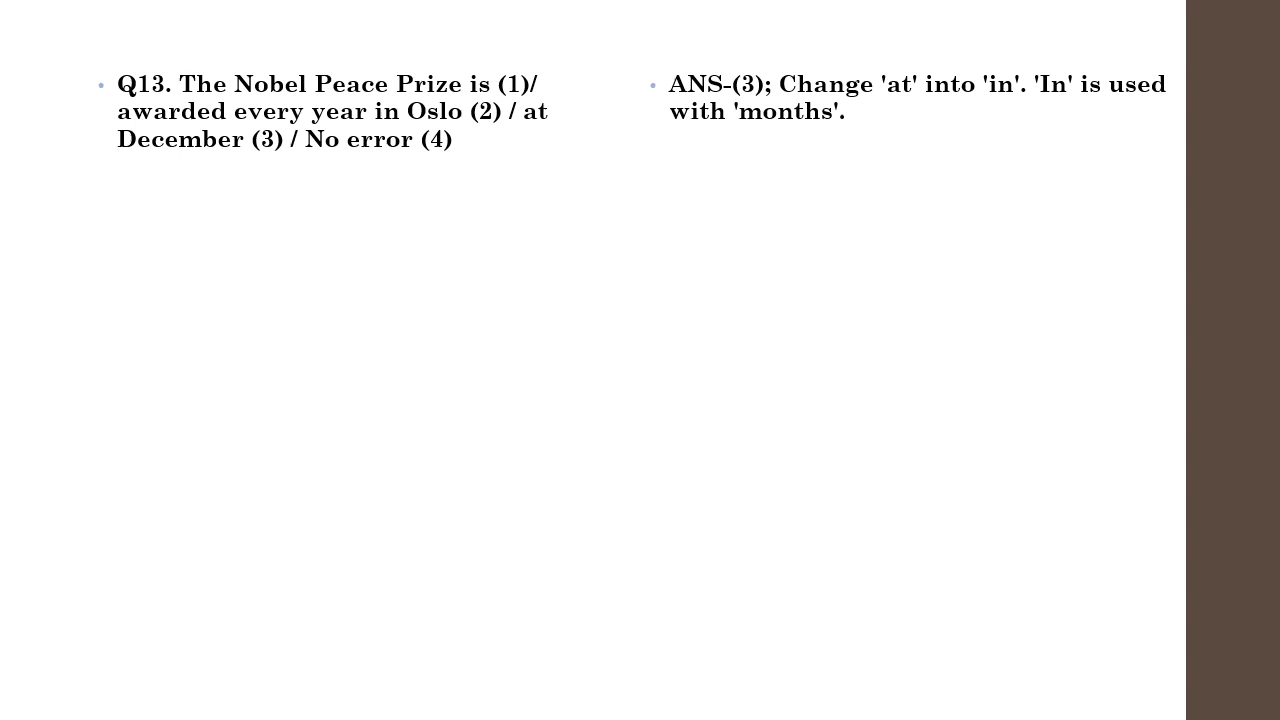 Q13. The Nobel Peace Prize is (1)/
awarded every year in Oslo (2) / at
December (3) / No error (4)
ANS-(3); Change 'at' into 'in'. 'In' is used
with 'months'.